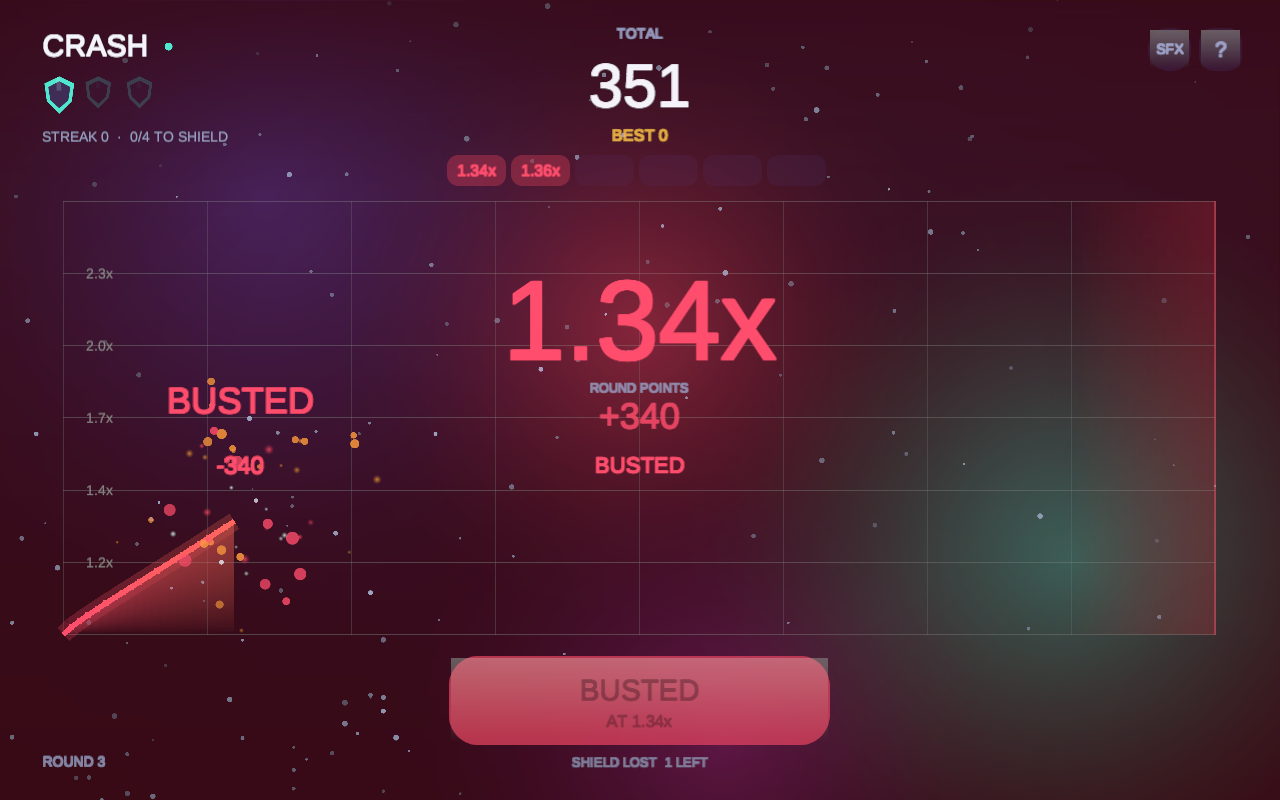 CRASH
STREAK 0 · 0/4 TO SHIELD
TOTAL
351
BEST 0
SFX
?
1.34x
1.36x
2.3x
2.0x
1.7x
1.4x
1.2x
1.34x
ROUND POINTS
+340
BUSTED
BUSTED
-340
BUSTED
AT 1.34x
ROUND 3
SHIELD LOST 1 LEFT